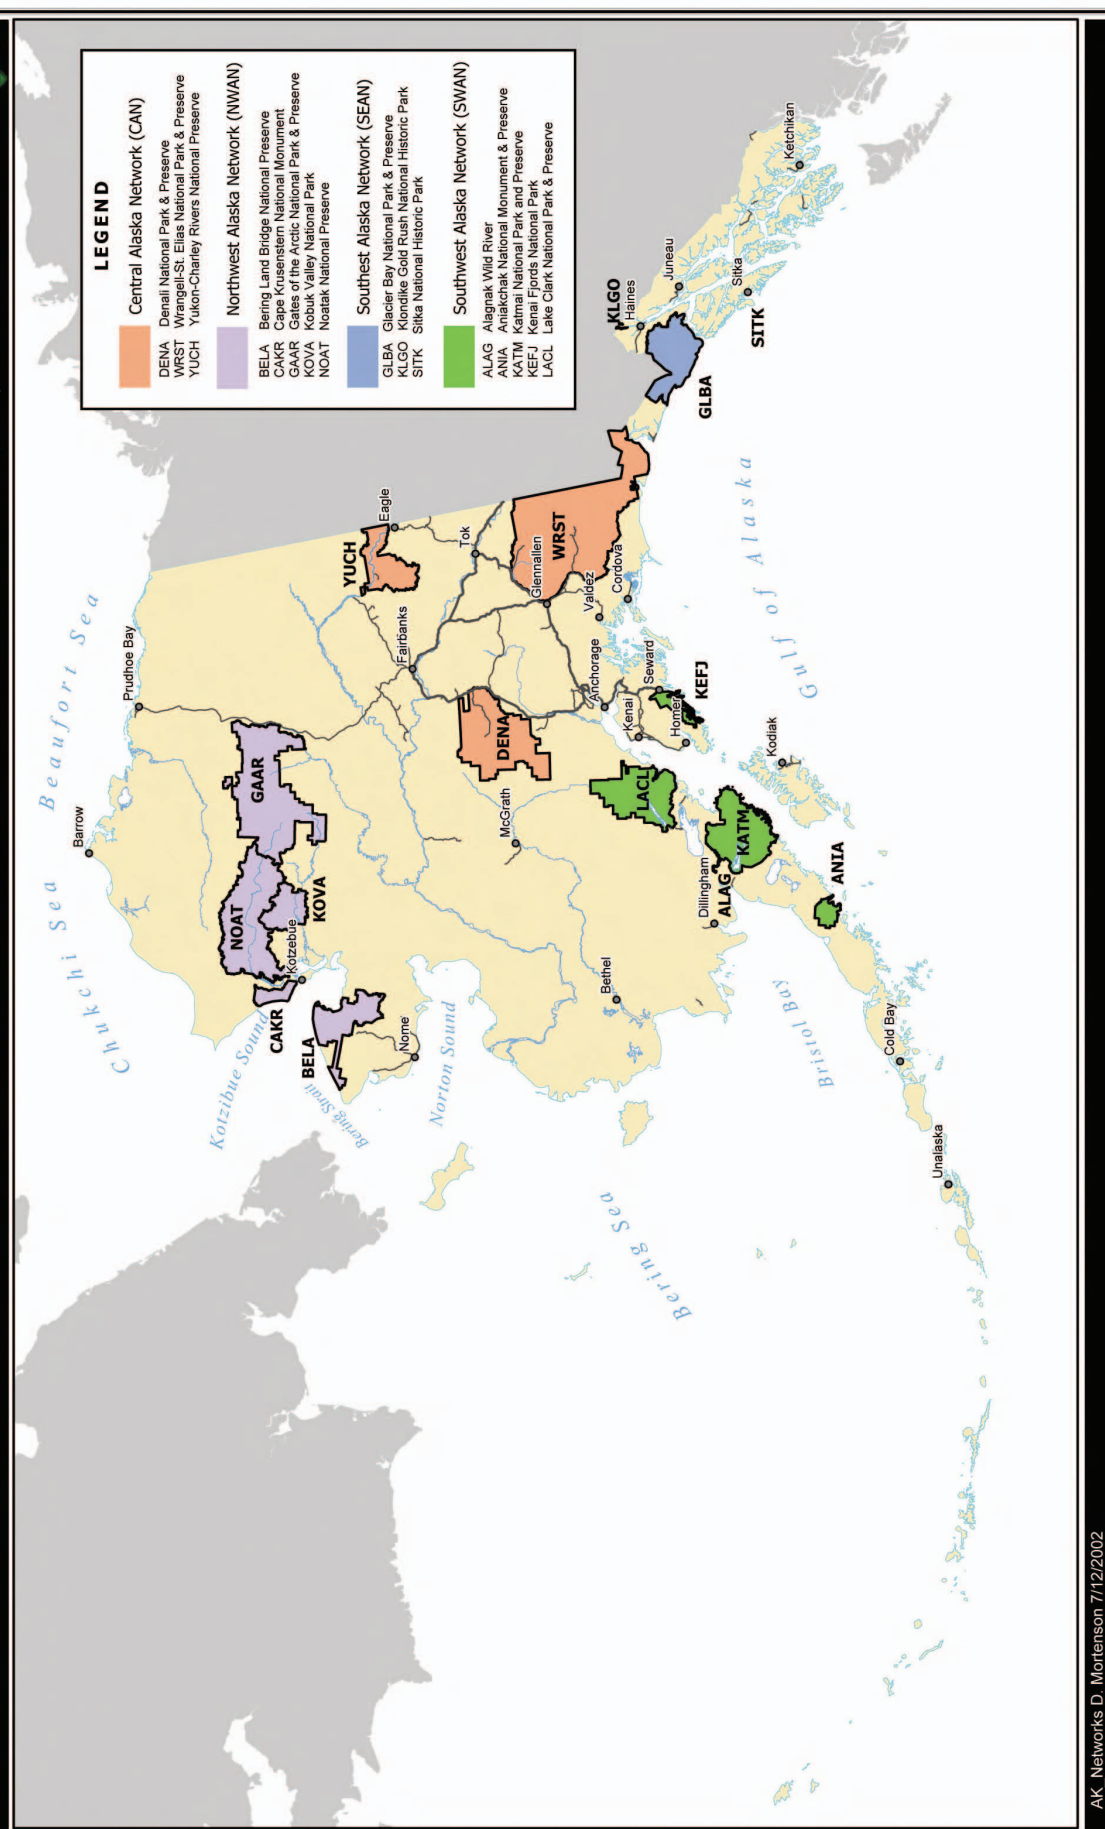 LEGEND
Central Alaska Network (CAN)
DENA Denali National Park & Preserve
WRST Wrangell-St. Elias National Park & Preserve
YUCH Yukon-Charley Rivers National Preserve
Northwest Alaska Network (NWAN)
BELA Bering Land Bridge National Preserve
CAKR Cape Krusenstern National Monument
GAAR Gates of the Arctic National Park & Preserve
KOVA Kobuk Valley National Park
NOAT Noatak National Preserve
Southest Alaska Network (SEAN)
GLBA Glacier Bay National Park & Preserve
KLGO Klondike Gold Rush National Historic Park
SITK Sitka National Historic Park
Southwest Alaska Network (SWAN)
ALAG Alagnak Wild River
ANIA Aniakchak National Monument & Preserve
KATM Katmai National Park and Preserve
KEFJ Kenai Fjords National Park
LACL Lake Clark National Park & Preserve
Chukchi Sea
Beaufort Sea
Barrow
Prudhoe Bay
NOAT
GAAR
KOVA
Kotzebue
CAKR
Kotzibue Sound
BELA
Bering Strait
Nome
Norton Sound
YUCH
Eagle
Fairbanks
Tok
DENA
McGrath
Glennallen
WRST
Valdez
Cordova
Anchorage
Kenai
Seward
Homer
KEFJ
LACL
Bethel
Dillingham
ALAG
KATM
Kodiak
ANIA
Bristol Bay
Gulf of Alaska
Bering Sea
Cold Bay
Unalaska
KLGO
Haines
Juneau
GLBA
Sitka
SITK
Ketchikan
AK Networks D. Mortenson 7/12/2002